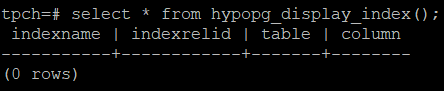 tpch=# select * from hypopg_display_index();
 indexname | indexrelid | table | column
-----------+------------+-------+--------
(0 rows)